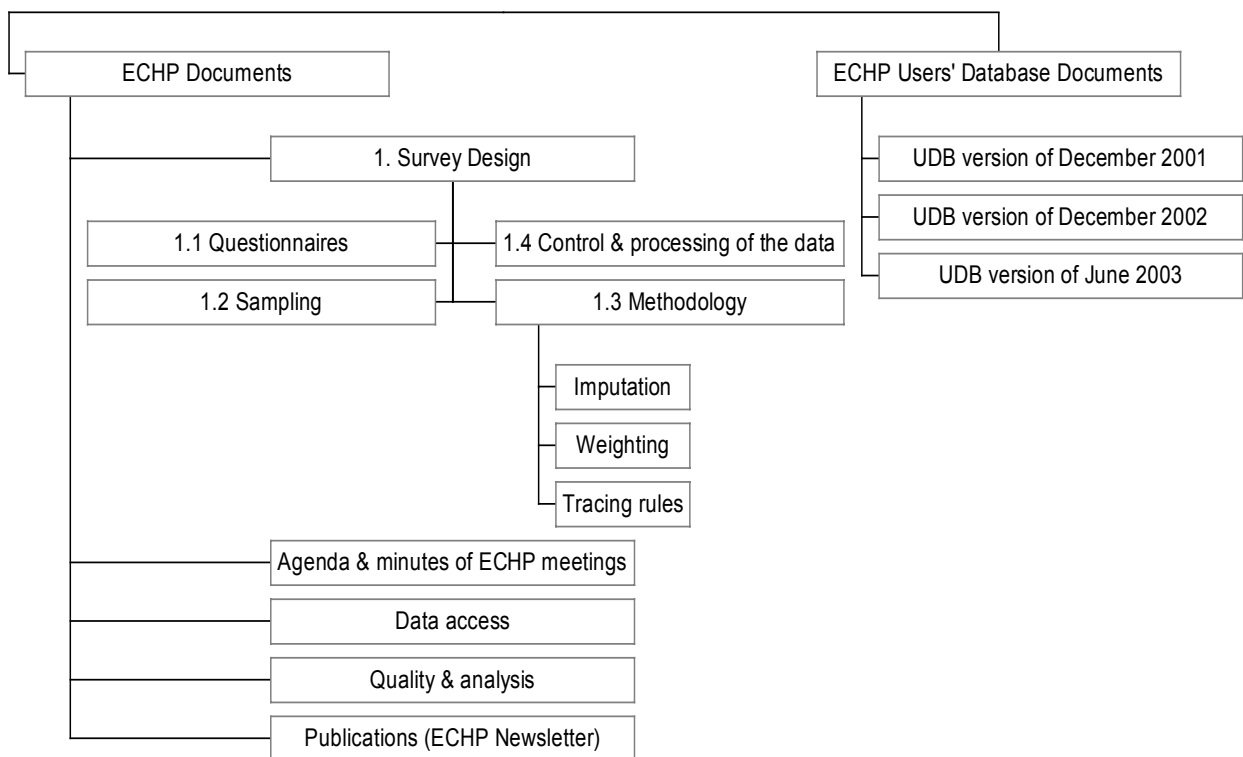 ECHP Documents
ECHP Users' Database Documents
1. Survey Design
1.1 Questionnaires
1.4 Control & processing of the data
1.2 Sampling
1.3 Methodology
Imputation
Weighting
Tracing rules
Agenda & minutes of ECHP meetings
Data access
Quality & analysis
Publications (ECHP Newsletter)
UDB version of December 2001
UDB version of December 2002
UDB version of June 2003